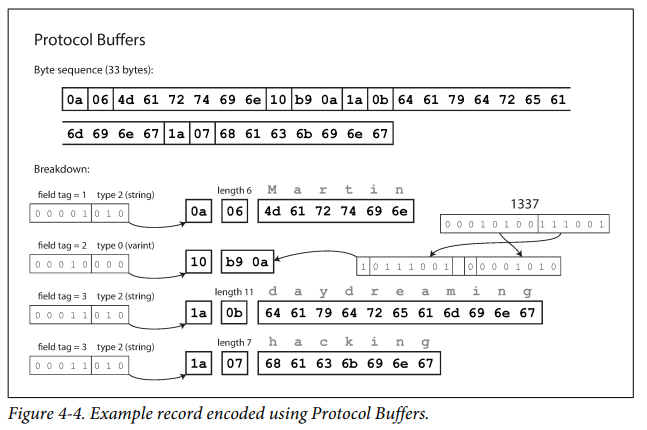 Protocol Buffers
Byte sequence (33 bytes):
0a 06 4d 61 72 74 69 6e 10 b9 0a 1a 0b 64 61 79 64 72 65 61
6d 69 6e 67 1a 07 68 61 63 6b 69 6e 67
Breakdown:
field tag = 1 type 2 (string) length 6 M a r t i n
0 0 0 0 1 0 1 0 0a 06 4d 61 72 74 69 6e
1337
0 0 0 1 0 1 0 0 1 1 1 0 0 1
field tag = 2 type 0 (varint)
0 0 0 1 0 0 0 0 10 b9 0a 1 0 1 1 1 0 0 1 0 0 0 0 1 0 1 0
field tag = 3 type 2 (string) length 11 d a y d r e a m i n g
0 0 0 1 1 0 1 0 1a 0b 64 61 79 64 72 65 61 6d 69 6e 67
field tag = 3 type 2 (string) length 7 h a c k i n g
0 0 0 1 1 0 1 0 1a 07 68 61 63 6b 69 6e 67
Figure 4-4. Example record encoded using Protocol Buffers.